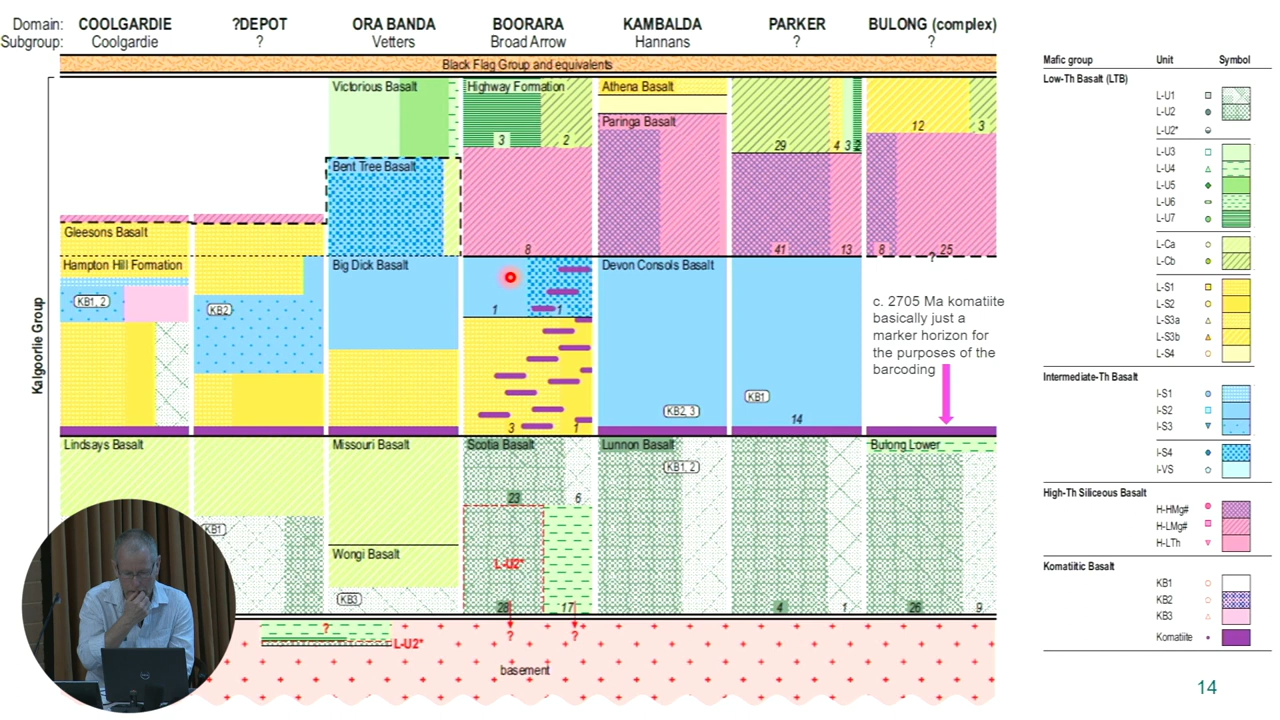 Domain: COOLGARDIE ?DEPOT ORA BANDA BOORARA KAMBALDA PARKER BULONG (complex)
Subgroup: Coolgardie ? Vetters Broad Arrow Hannans ? ?
Black Flag Group and equivalents
Victorious Basalt
Highway Formation
3
2
Athena Basalt
Paringa Basalt
29
4
3
2
12
3
Bent Tree Basalt
Gleesons Basalt
8
41
13
8
25
?
Hampton Hill Formation
KB1, 2
KB2
Big Dick Basalt
1
1
Devon Consols Basalt
c. 2705 Ma komatiite
basically just a
marker horizon for
the purposes of the
barcoding
KB2, 3
KB1
14
3
1
Kalgoorlie Group
Lindsays Basalt
KB1
Missouri Basalt
Wongi Basalt
KB3
Scotia Basalt
23
6
L-U2*
28
17
Lunnon Basalt
KB1, 2
4
1
Bulong Lower
26
9
?
L-U2*
?
?
basement
Mafic group Unit Symbol
Low-Th Basalt (LTB)
L-U1
L-U2
L-U2*
L-U3
L-U4
L-U5
L-U6
L-U7
L-Ca
L-Cb
L-S1
L-S2
L-S3a
L-S3b
L-S4
Intermediate-Th Basalt
I-S1
I-S2
I-S3
I-S4
I-VS
High-Th Siliceous Basalt
H-HMg#
H-LMg#
H-LTh
Komatiitic Basalt
KB1
KB2
KB3
Komatiite
14